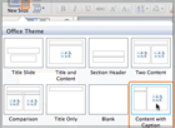 New Slide
Office Theme
Title Slide
Title and Content
Section Header
Two Content
Comparison
Title Only
Blank
Content with Caption